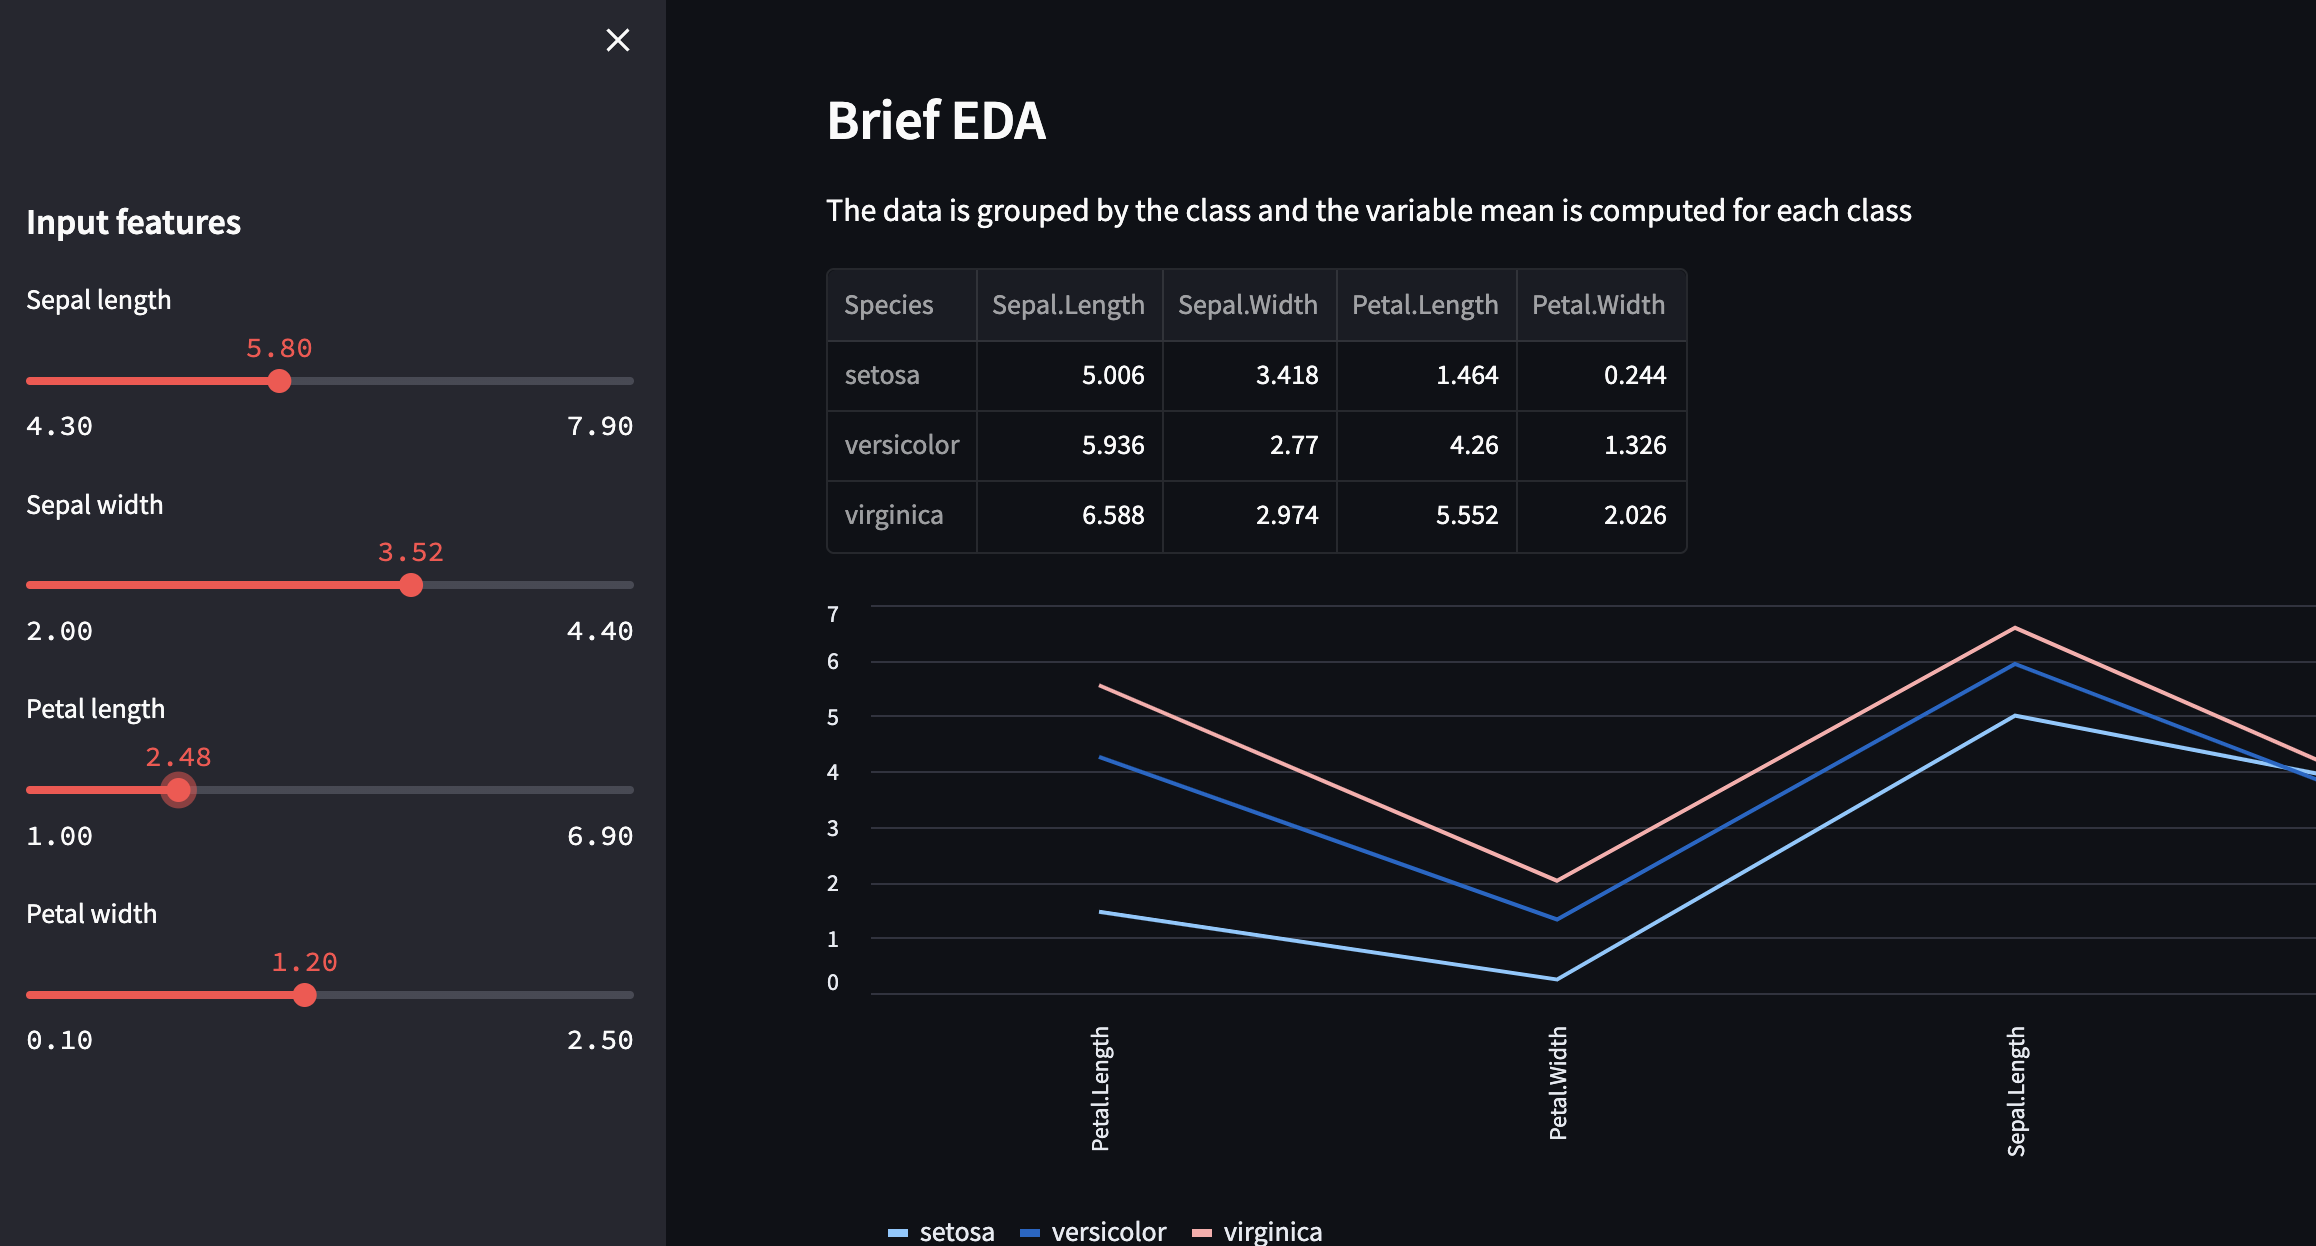 Input features
Sepal length
5.80
4.30 7.90
Sepal width
3.52
2.00 4.40
Petal length
2.48
1.00 6.90
Petal width
1.20
0.10 2.50
Brief EDA
The data is grouped by the class and the variable mean is computed for each class
Species Sepal.Length Sepal.Width Petal.Length Petal.Width
setosa 5.006 3.418 1.464 0.244
versicolor 5.936 2.77 4.26 1.326
virginica 6.588 2.974 5.552 2.026
7
6
5
4
3
2
1
0
Petal.Length
Petal.Width
Sepal.Length
setosa versicolor virginica